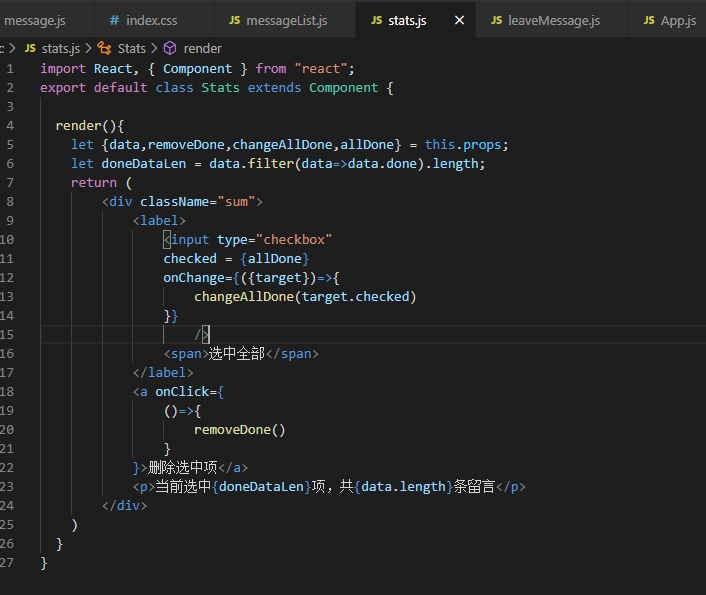 message.js # index.css JS messageList.js JS stats.js × JS leaveMessage.js JS App.js
c > JS stats.js > Stats > render
1 import React, { Component } from "react";
2 export default class Stats extends Component {
3
4 render(){
5 let {data,removeDone,changeAllDone,allDone} = this.props;
6 let doneDataLen = data.filter(data=>data.done).length;
7 return (
8 <div className="sum">
9 <label>
10 <input type="checkbox"
11 checked = {allDone}
12 onChange={({target})=>{
13 changeAllDone(target.checked)
14 }}
15 />
16 <span>选中全部</span>
17 </label>
18 <a onClick={
19 ()=>{
20 removeDone()
21 }
22 }>删除选中项</a>
23 <p>当前选中{doneDataLen}项，共{data.length}条留言</p>
24 </div>
25 )
26 }
27 }